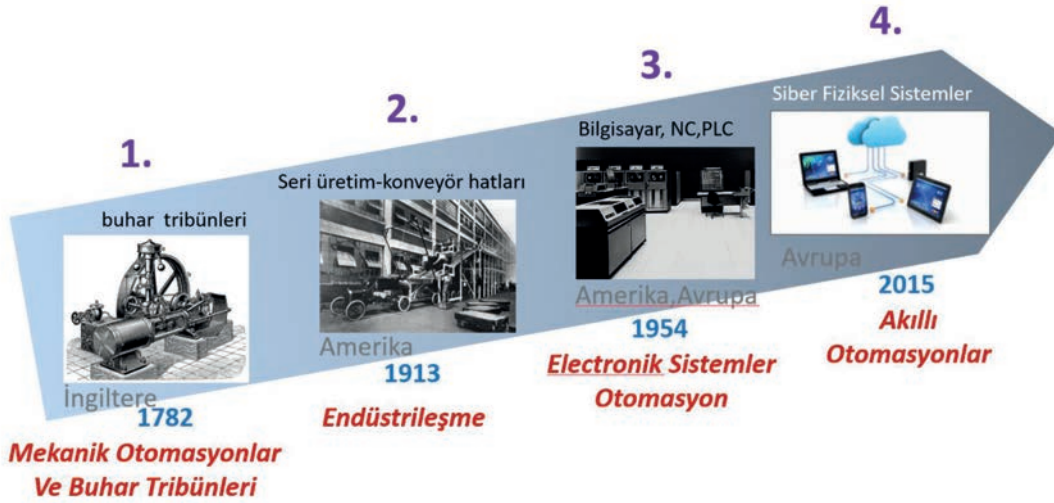 1.
buhar tribünleri
İngiltere
1782
Mekanik Otomasyonlar
Ve Buhar Tribünleri
2.
Seri üretim-konveyör hatları
Amerika
1913
Endüstrileşme
3.
Bilgisayar, NC,PLC
Amerika,Avrupa
1954
Electronik Sistemler
Otomasyon
4.
Siber Fiziksel Sistemler
Avrupa
2015
Akıllı
Otomasyonlar